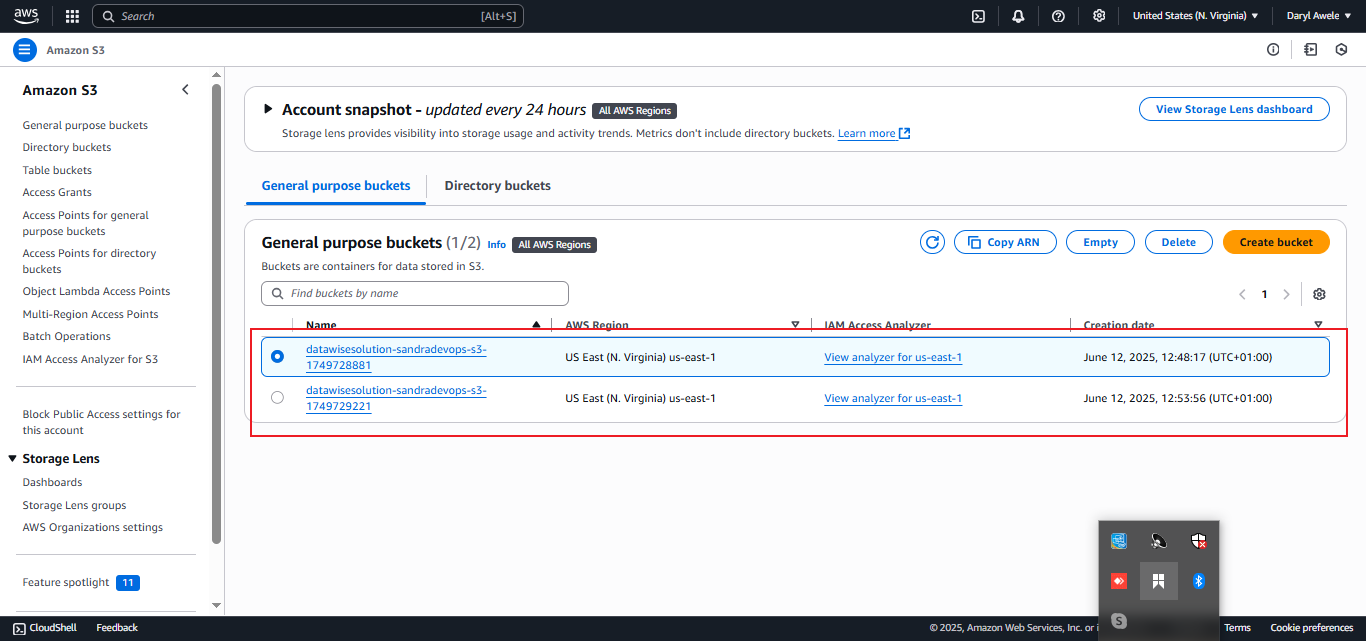 aws
Search
[Alt+S]
United States (N. Virginia)
Daryl Awele
Amazon S3
Amazon S3
General purpose buckets
Directory buckets
Table buckets
Access Grants
Access Points for general
purpose buckets
Access Points for directory
buckets
Object Lambda Access Points
Multi-Region Access Points
Batch Operations
IAM Access Analyzer for S3
Block Public Access settings for
this account
Storage Lens
Dashboards
Storage Lens groups
AWS Organizations settings
Feature spotlight 11
Account snapshot - updated every 24 hours All AWS Regions
View Storage Lens dashboard
Storage lens provides visibility into storage usage and activity trends. Metrics don't include directory buckets. Learn more
General purpose buckets
Directory buckets
General purpose buckets (1/2) Info All AWS Regions
Copy ARN
Empty
Delete
Create bucket
Buckets are containers for data stored in S3.
Find buckets by name
1
Name
AWS Region
IAM Access Analyzer
Creation date
datawisesolution-sandradevops-s3-
1749728881
US East (N. Virginia) us-east-1
View analyzer for us-east-1
June 12, 2025, 12:48:17 (UTC+01:00)
datawisesolution-sandradevops-s3-
1749729221
US East (N. Virginia) us-east-1
View analyzer for us-east-1
June 12, 2025, 12:53:56 (UTC+01:00)
S
CloudShell
Feedback
© 2025, Amazon Web Services, Inc. or i
Terms
Cookie preferences